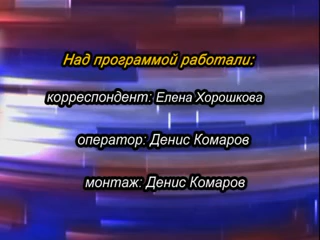 Над программой работали:
корреспондент: Елена Хорошкова
оператор: Денис Комаров
монтаж: Денис Комаров